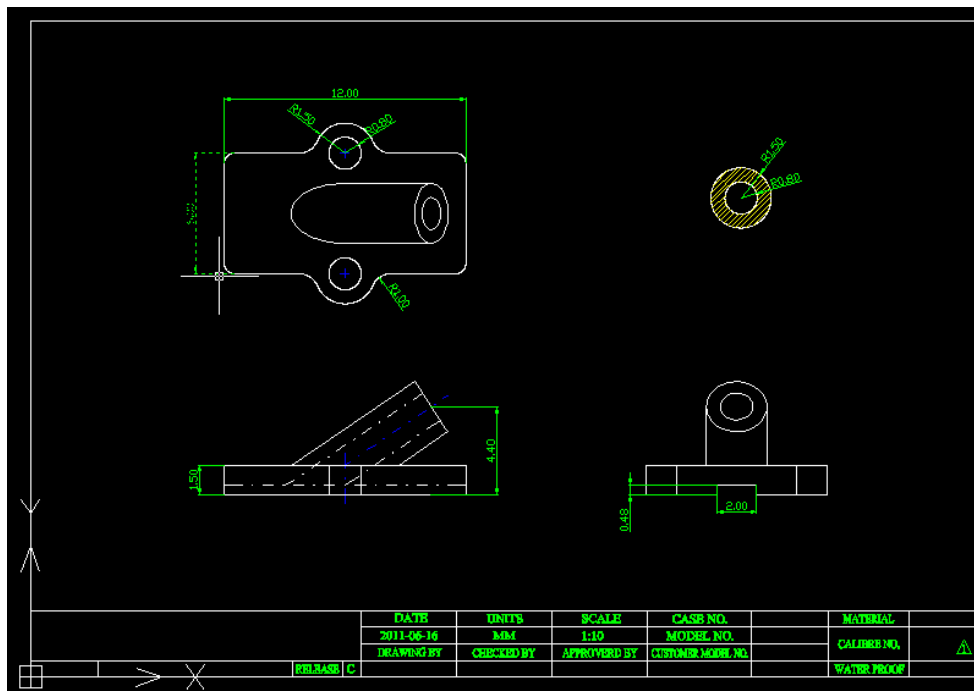 12.00
R1.50
R0.80
R1.50
R0.80
R1.00
1.50
4.40
0.48
2.00
Y
X
DATE UNITS SCALE CASE NO. MATERIAL
2011-06-16 MM 1:10 MODEL NO. CALIBRE NO.
DRAWING BY CHECKED BY APPROVERD BY CUSTOMER MODEL NO.
RELEASE C WATER PROOF